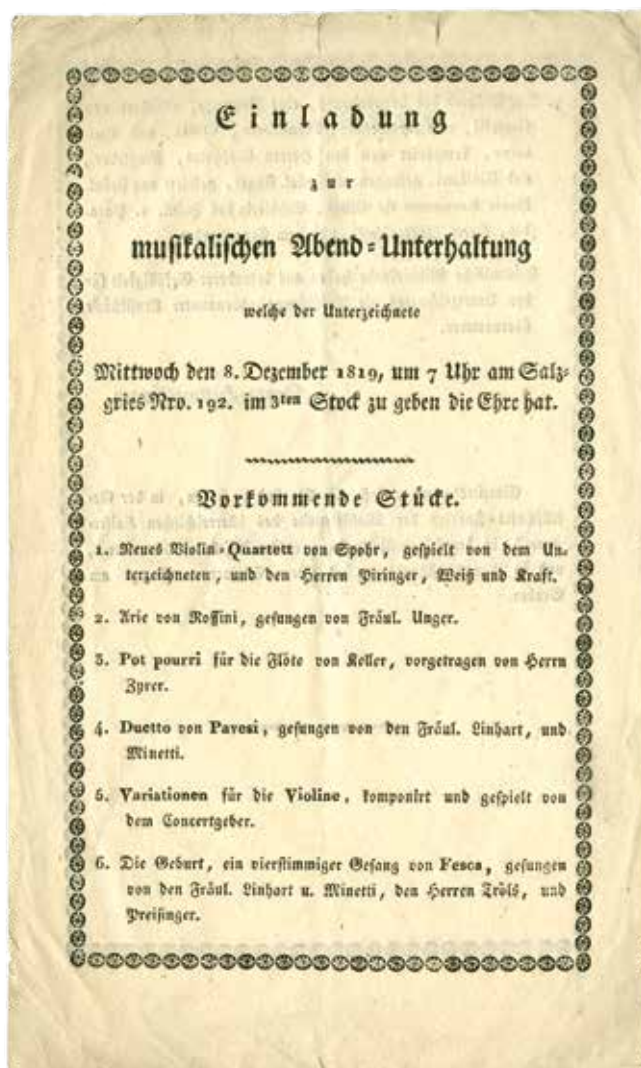 Einladung
zur
musikalischen Abend=Unterhaltung
welche der Unterzeichnete
Mittwoch den 8. Dezember 1819, um 7 Uhr am Salz=
gries Nro. 192. im 3ten Stock zu geben die Ehre hat.
Vorkommende Stücke.
1. Neues Violin=Quartett von Spohr, gespielt von dem Un=
terzeichneten, und den Herren Piringer, Weiß und Kraft.
2. Arie von Rossini, gesungen von Fräul. Unger.
3. Pot pourri für die Flöte von Keller, vorgetragen von Herrn
Zyrer.
4. Duetto von Pavesi, gesungen von den Fräul. Linhart, und
Minetti.
5. Variationen für die Violine, komponirt und gespielt von
dem Concertgeber.
6. Die Geburt, ein vierstimmiger Gesang von Fesca, gesungen
von den Fräul. Linhart u. Minetti, den Herren Tröls, und
Preisinger.